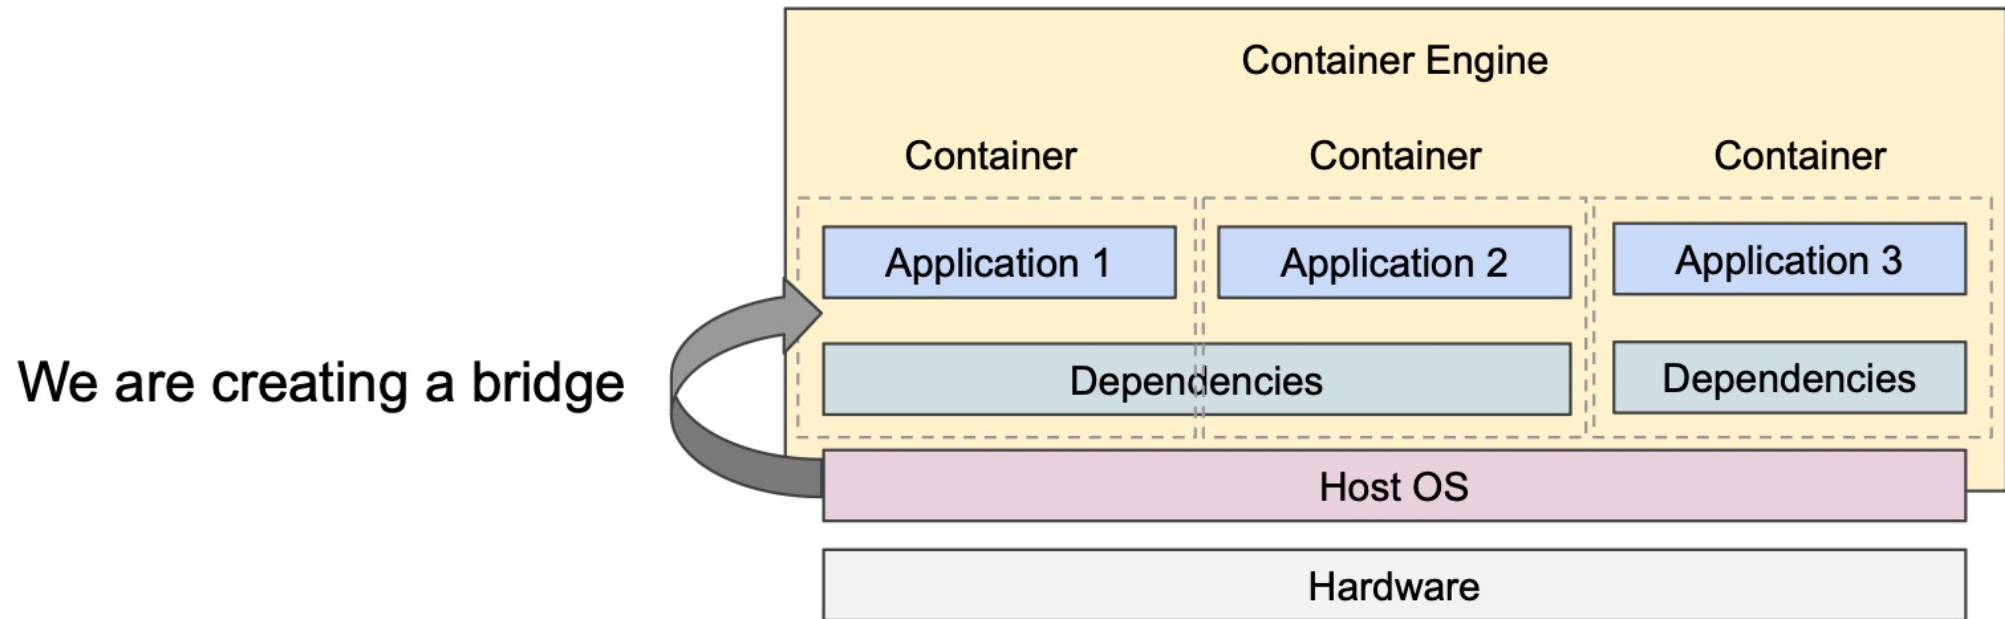 Container Engine
Container Container Container
Application 1 Application 2 Application 3
We are creating a bridge
Dependencies Dependencies
Host OS
Hardware